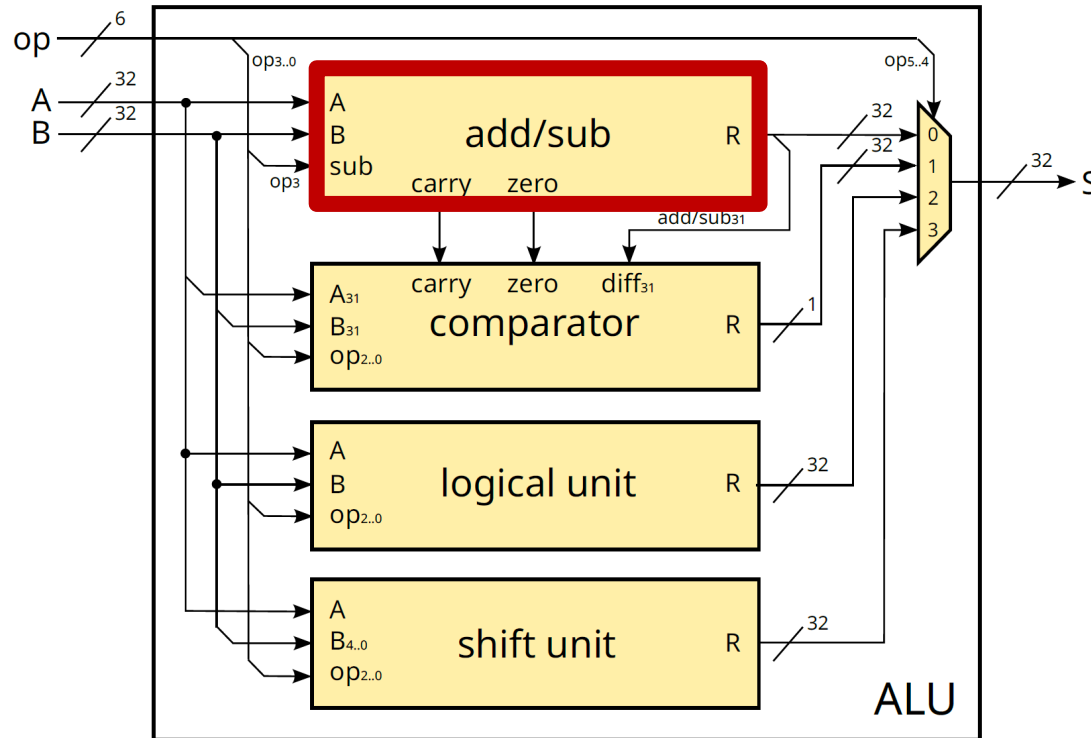 6
op
op3..0
op5..4
32
A
32
B
A
B
add/sub
R
sub
op3
carry zero
32
0
32
1
2
3
32
add/sub31
carry zero diff31
A31
B31
comparator
R
op2..0
1
A
B
logical unit
R
op2..0
32
A
B4..0
shift unit
R
op2..0
32
ALU